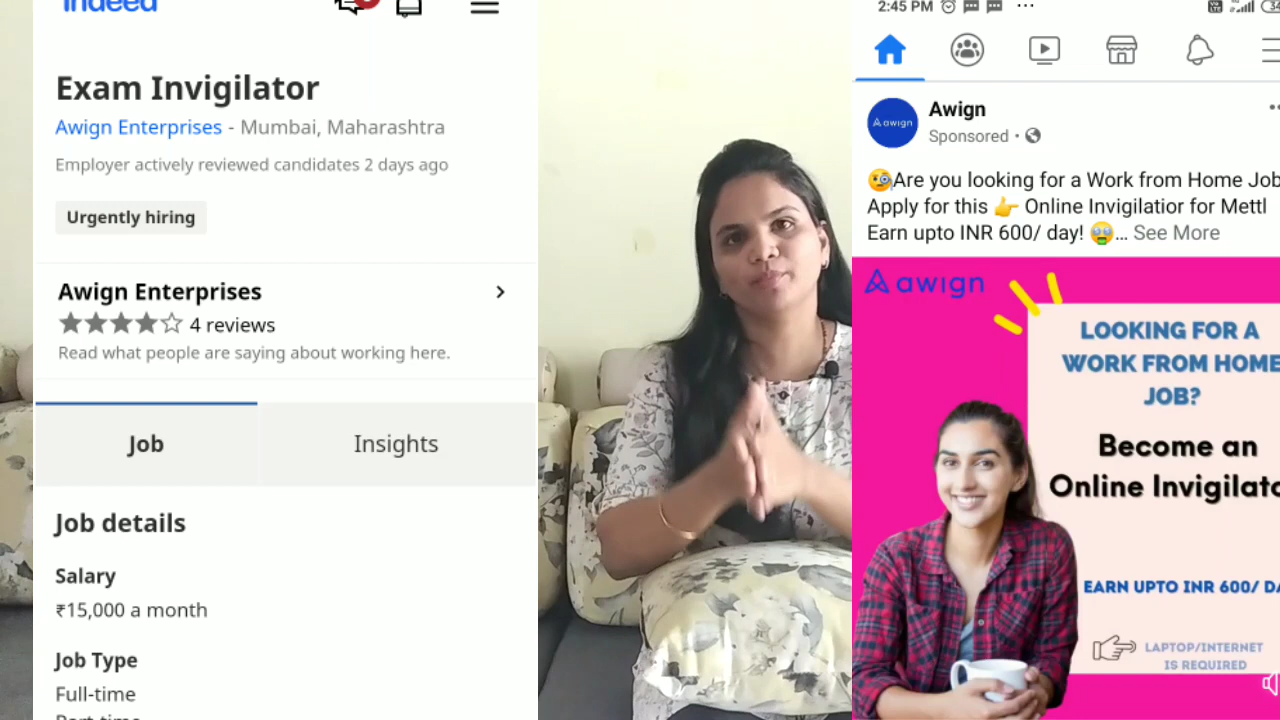 indeed
Exam Invigilator
Awign Enterprises - Mumbai, Maharashtra
Employer actively reviewed candidates 2 days ago
Urgently hiring
Awign Enterprises
4 reviews
Read what people are saying about working here.
Job
Insights
Job details
Salary
₹15,000 a month
Job Type
Full-time
Part-time
2:45 PM
34
Awign
Awign
Sponsored
Are you looking for a Work from Home Job
Apply for this 👉 Online Invigilatior for Mettl
Earn upto INR 600/ day! 🤑... See More
Awign
LOOKING FOR A
WORK FROM HOME
JOB?
Become an
Online Invigilato
EARN UPTO INR 600/ DA
LAPTOP/INTERNET
IS REQUIRED